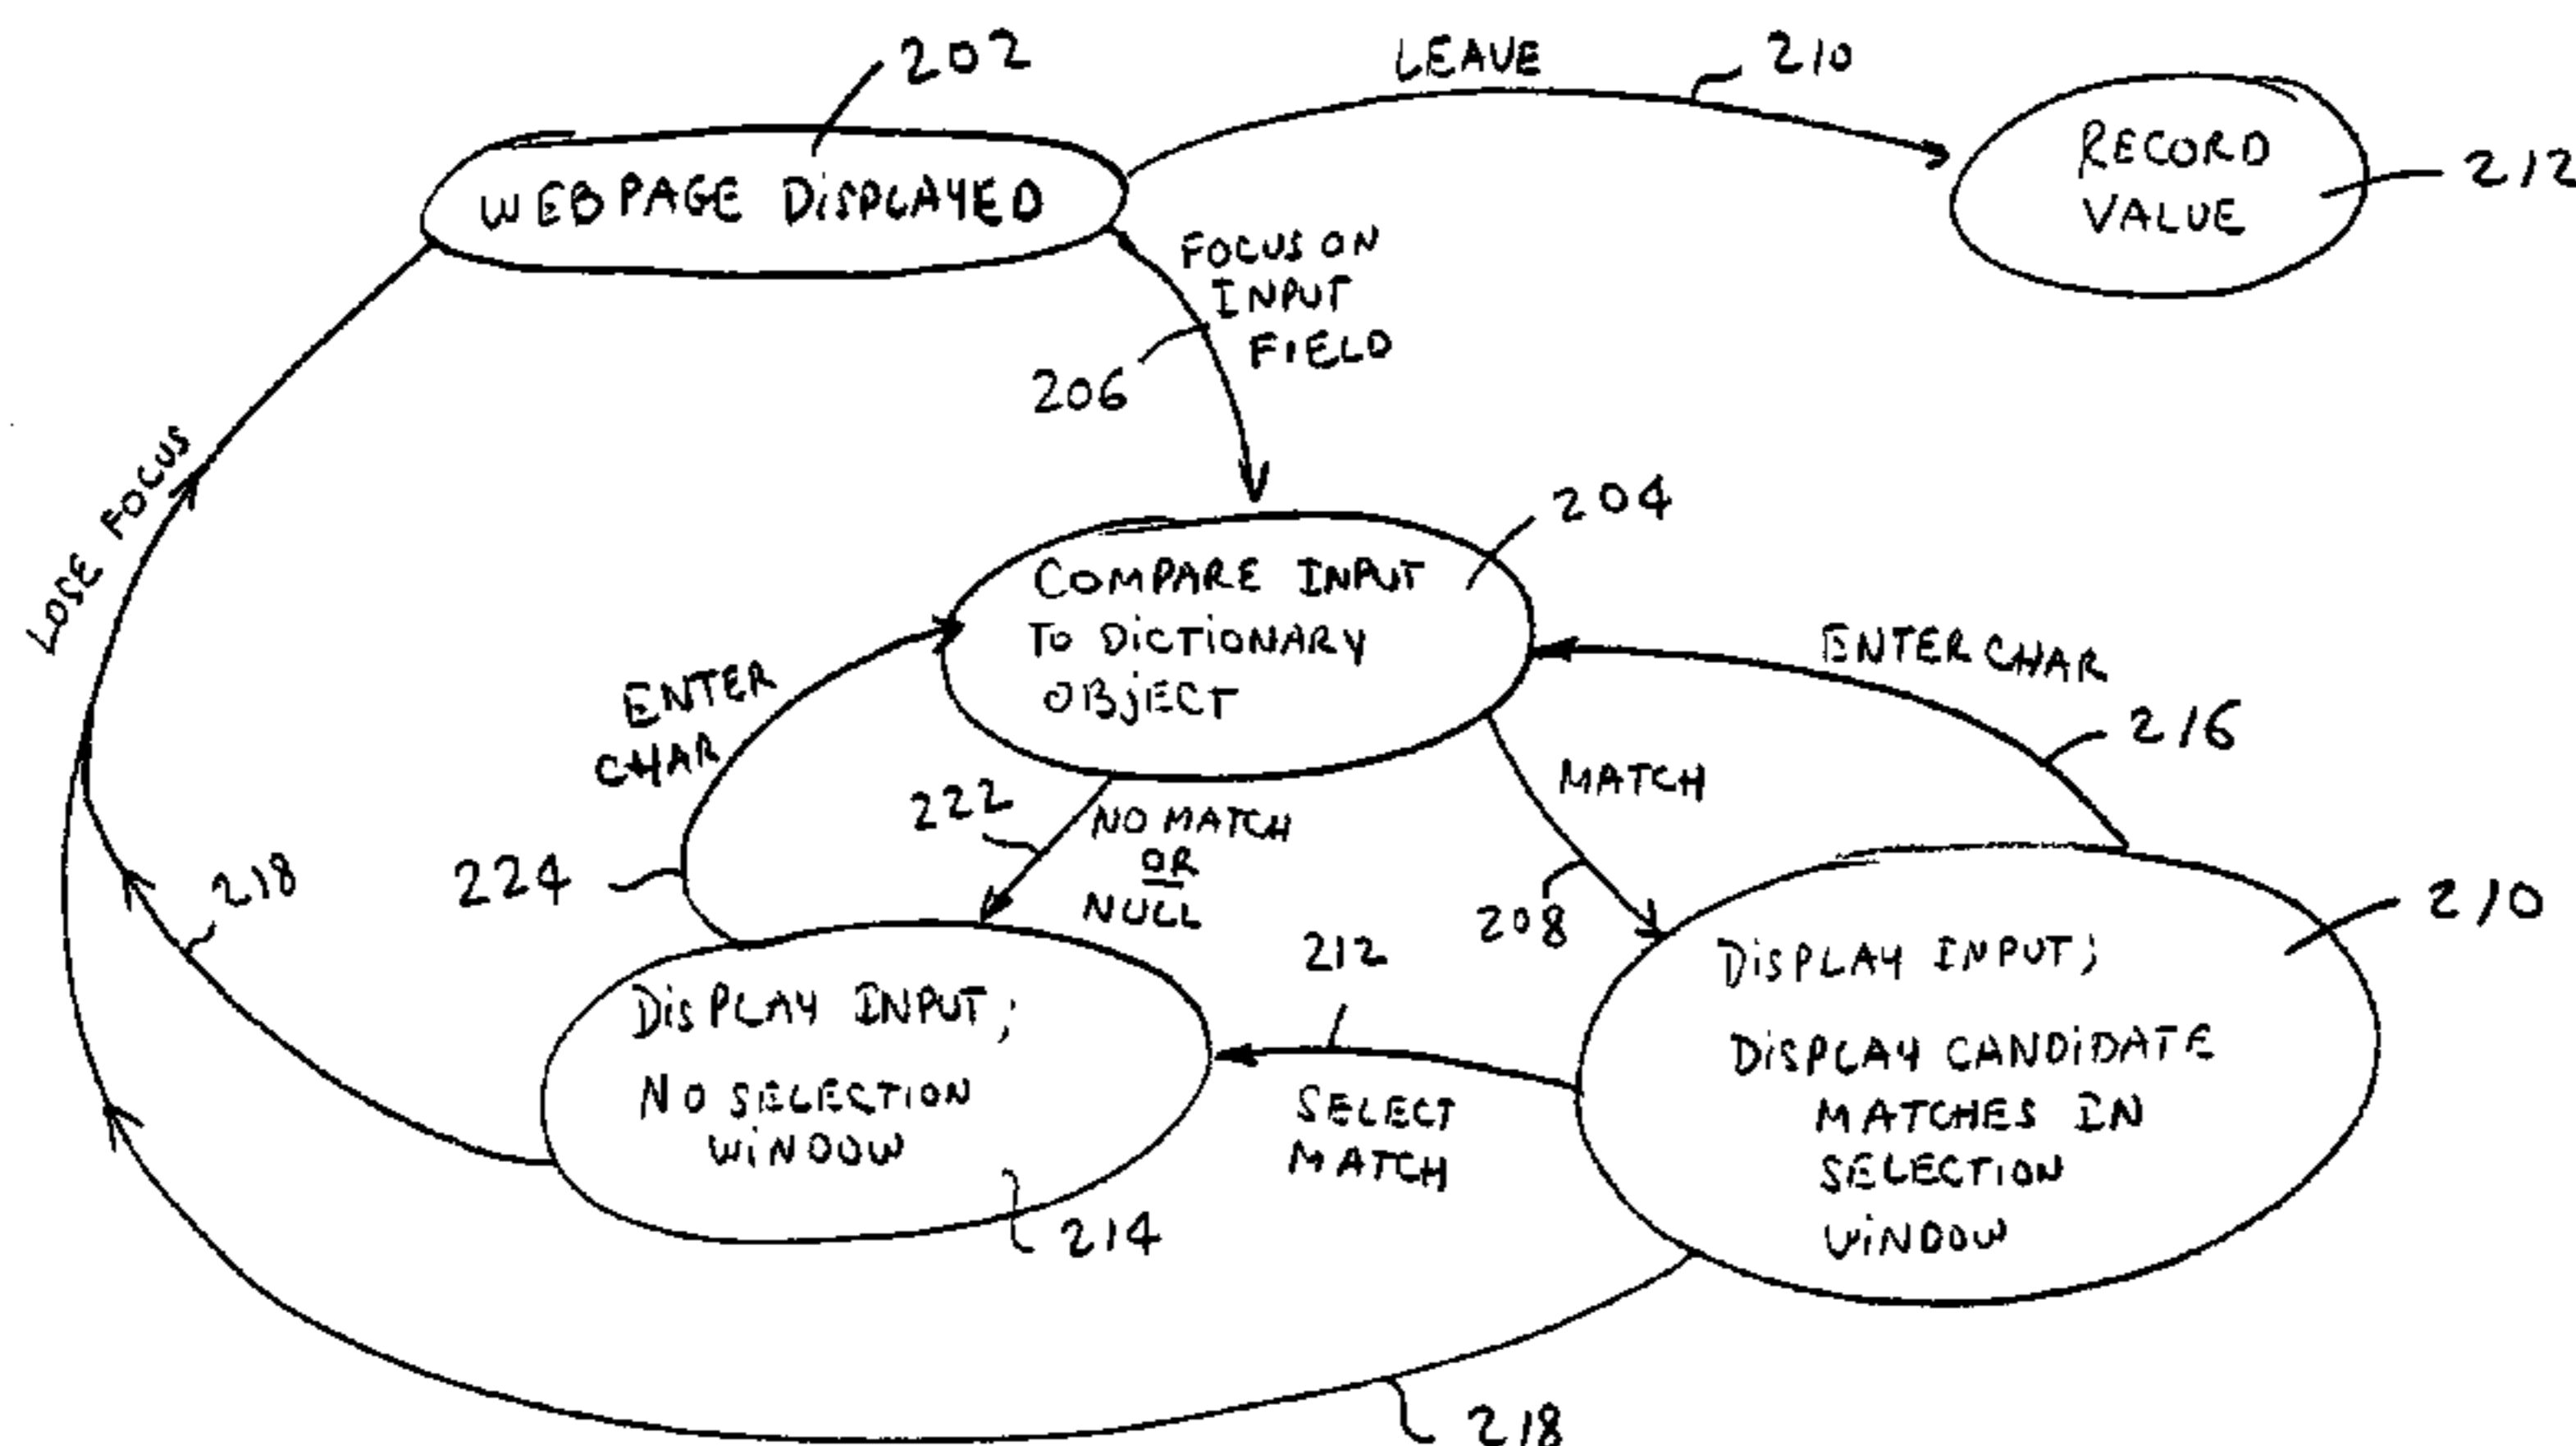 202
LEAVE
210
WEBPAGE DISPLAYED
RECORD
VALUE
212
FOCUS ON
INPUT
FIELD
206
LOSE FOCUS
204
COMPARE INPUT
TO DICTIONARY
OBJECT
ENTER CHAR
216
ENTER
CHAR
222
NO MATCH
OR
NULL
MATCH
208
224
218
210
212
DISPLAY INPUT;
NO SELECTION
WINDOW
214
SELECT
MATCH
DISPLAY INPUT;
DISPLAY CANDIDATE
MATCHES IN
SELECTION
WINDOW
218